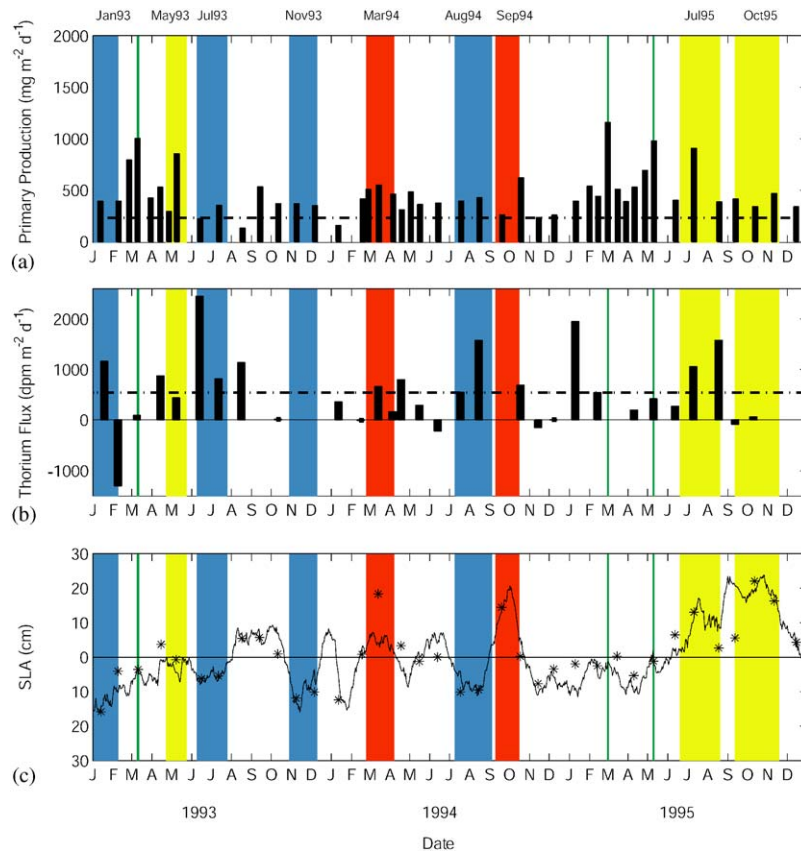 Jan93 May93 Jul93 Nov93 Mar94 Aug94 Sep94 Jul95 Oct95
2000
1500
1000
500
0
Primary Production (mg m-2 d-1)
J F M A M J J A S O N D J F M A M J J A S O N D J F M A M J J A S O N D
(a)
2000
1000
0
-1000
Thorium Flux (dpm m-2 d-1)
J F M A M J J A S O N D J F M A M J J A S O N D J F M A M J J A S O N D
(b)
30
20
10
0
10
20
30
SLA (cm)
J F M A M J J A S O N D J F M A M J J A S O N D J F M A M J J A S O N D
(c)
1993 1994 1995
Date